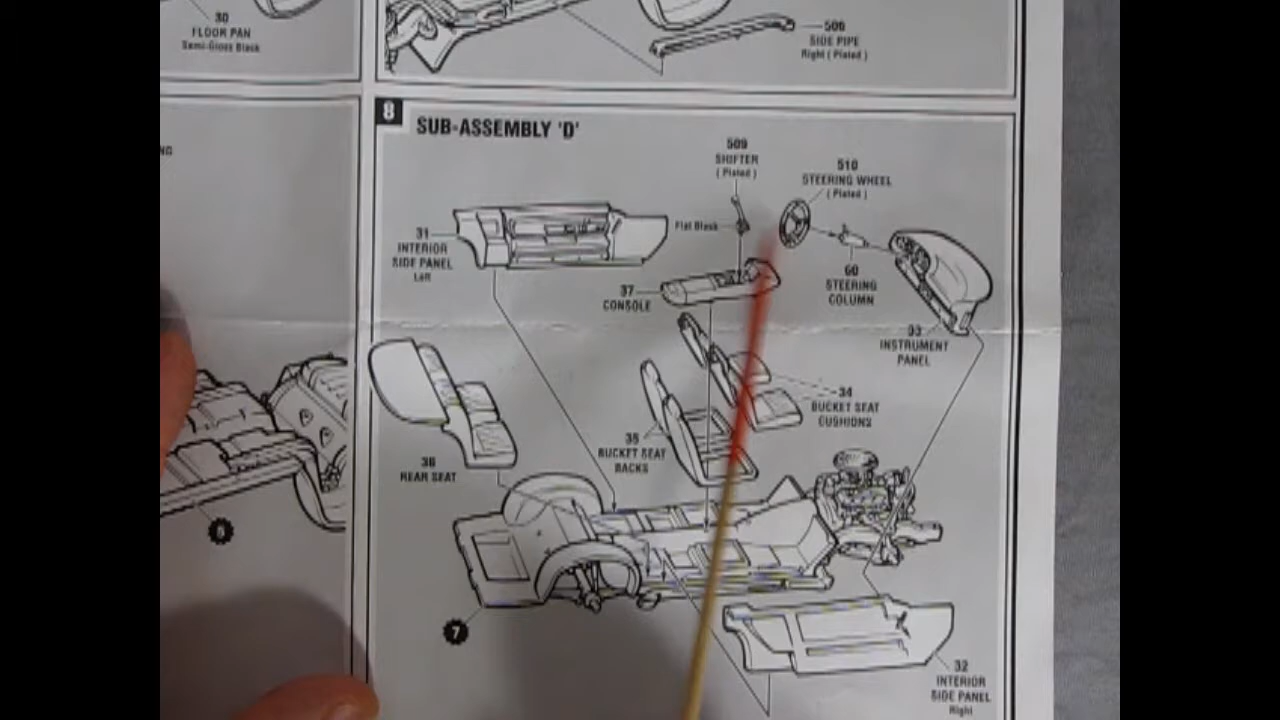 30
FLOOR PAN
Semi-Gloss Black
506
SIDE PIPE
Right ( Plated )
8
SUB-ASSEMBLY 'D'
509
SHIFTER
( Plated )
510
STEERING WHEEL
( Plated )
Flat Black
31
INTERIOR
SIDE PANEL
Left
37
CONSOLE
60
STEERING
COLUMN
33
INSTRUMENT
PANEL
34
BUCKET SEAT
CUSHIONS
35
BUCKET SEAT
BACKS
36
REAR SEAT
6
7
32
INTERIOR
SIDE PANEL
Right